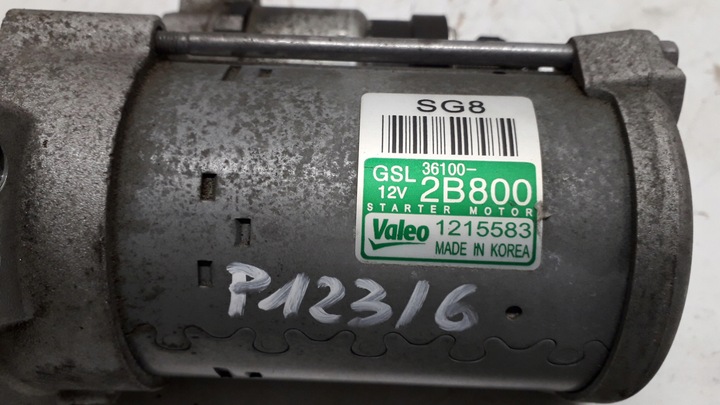 SG8
GSL 36100-
12V 2B800
STARTER MOTOR
Valeo 1215583
MADE IN KOREA
P12316